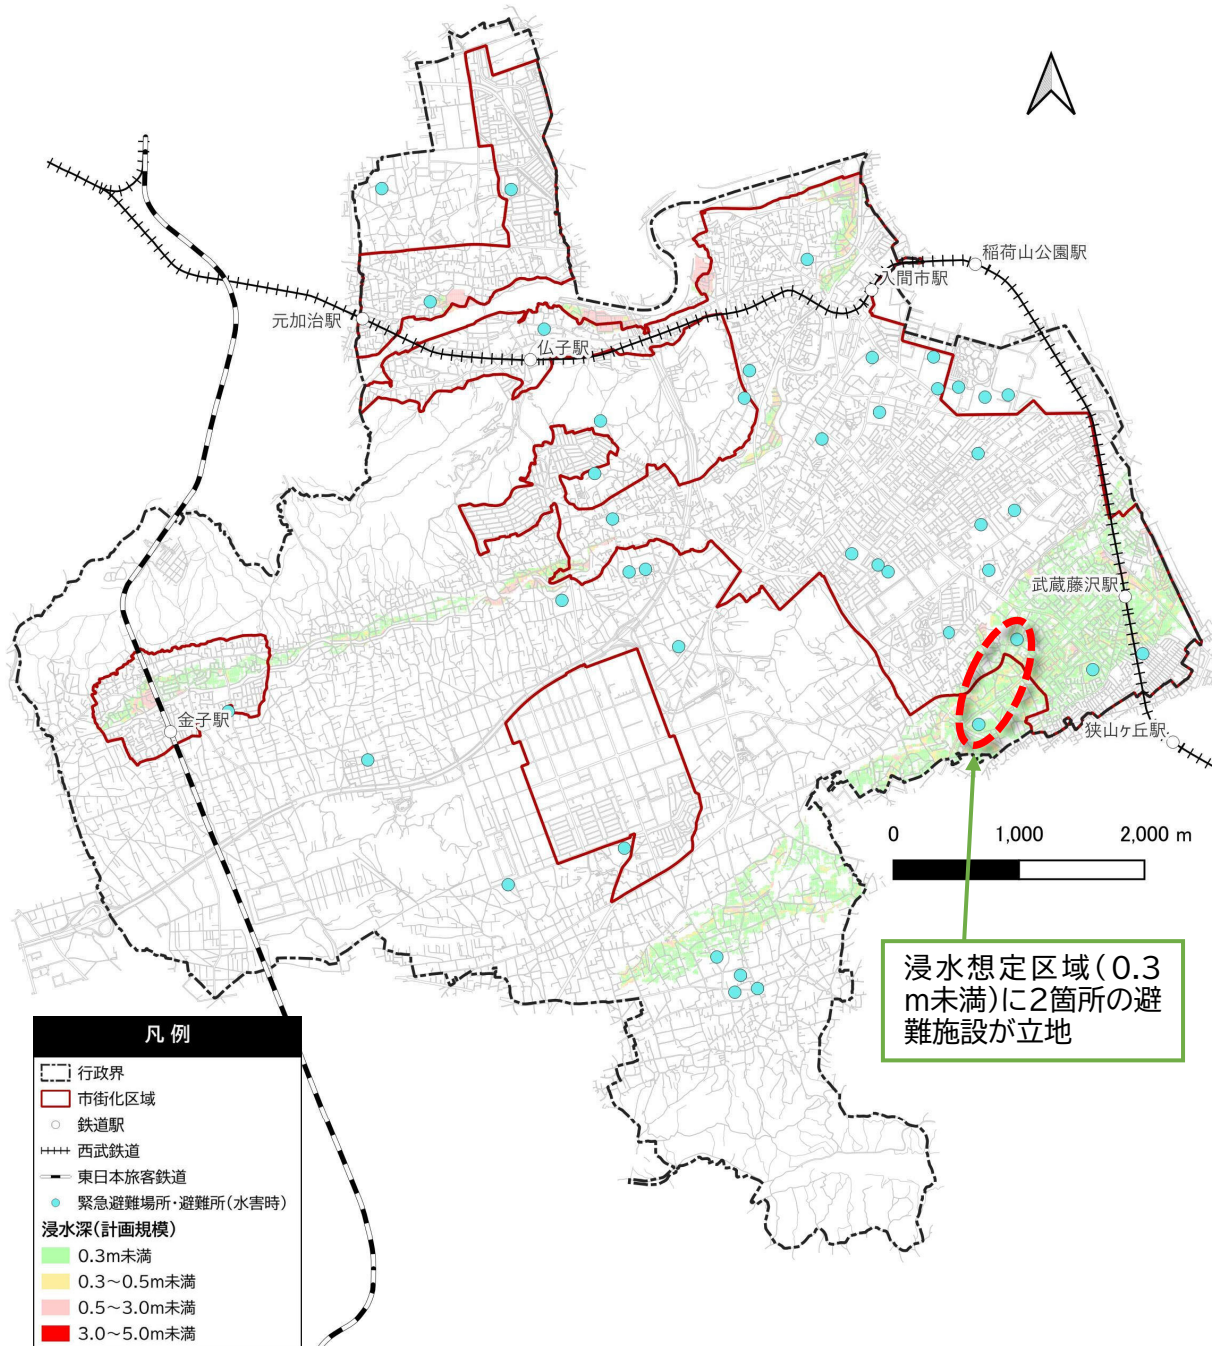 稲荷山公園駅
入間市駅
元加治駅
仏子駅
武蔵藤沢駅
金子駅
狭山ヶ丘駅
0 1,000 2,000 m
浸水想定区域(0.3
m未満)に2箇所の避
難施設が立地
凡例
行政界
市街化区域
鉄道駅
西武鉄道
東日本旅客鉄道
緊急避難場所・避難所(水害時)
浸水深(計画規模)
0.3m未満
0.3～0.5m未満
0.5～3.0m未満
3.0～5.0m未満